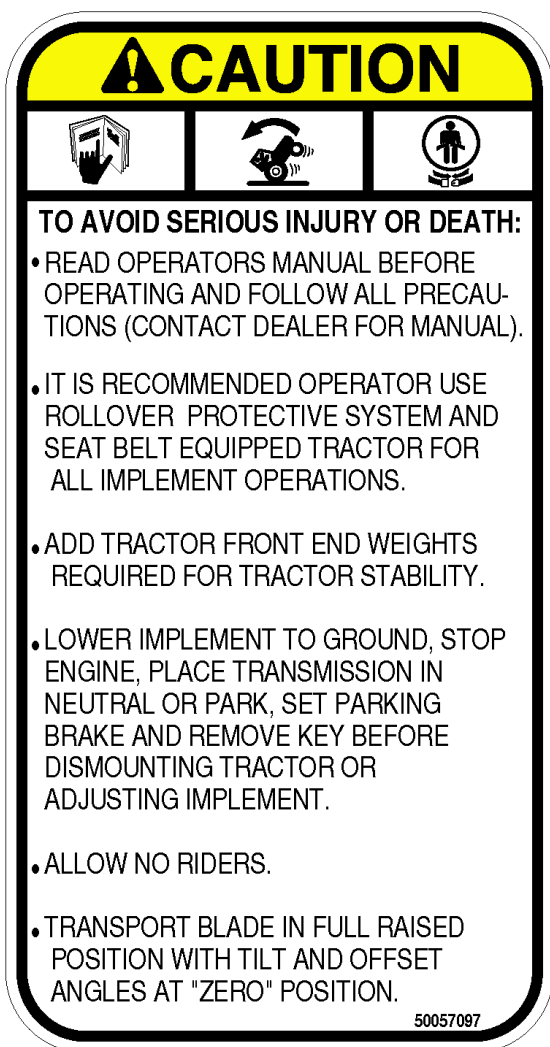 CAUTION
TO AVOID SERIOUS INJURY OR DEATH:
• READ OPERATORS MANUAL BEFORE
OPERATING AND FOLLOW ALL PRECAU-
TIONS (CONTACT DEALER FOR MANUAL).
• IT IS RECOMMENDED OPERATOR USE
ROLLOVER PROTECTIVE SYSTEM AND
SEAT BELT EQUIPPED TRACTOR FOR
ALL IMPLEMENT OPERATIONS.
• ADD TRACTOR FRONT END WEIGHTS
REQUIRED FOR TRACTOR STABILITY.
• LOWER IMPLEMENT TO GROUND, STOP
ENGINE, PLACE TRANSMISSION IN
NEUTRAL OR PARK, SET PARKING
BRAKE AND REMOVE KEY BEFORE
DISMOUNTING TRACTOR OR
ADJUSTING IMPLEMENT.
• ALLOW NO RIDERS.
• TRANSPORT BLADE IN FULL RAISED
POSITION WITH TILT AND OFFSET
ANGLES AT "ZERO" POSITION.
50057097